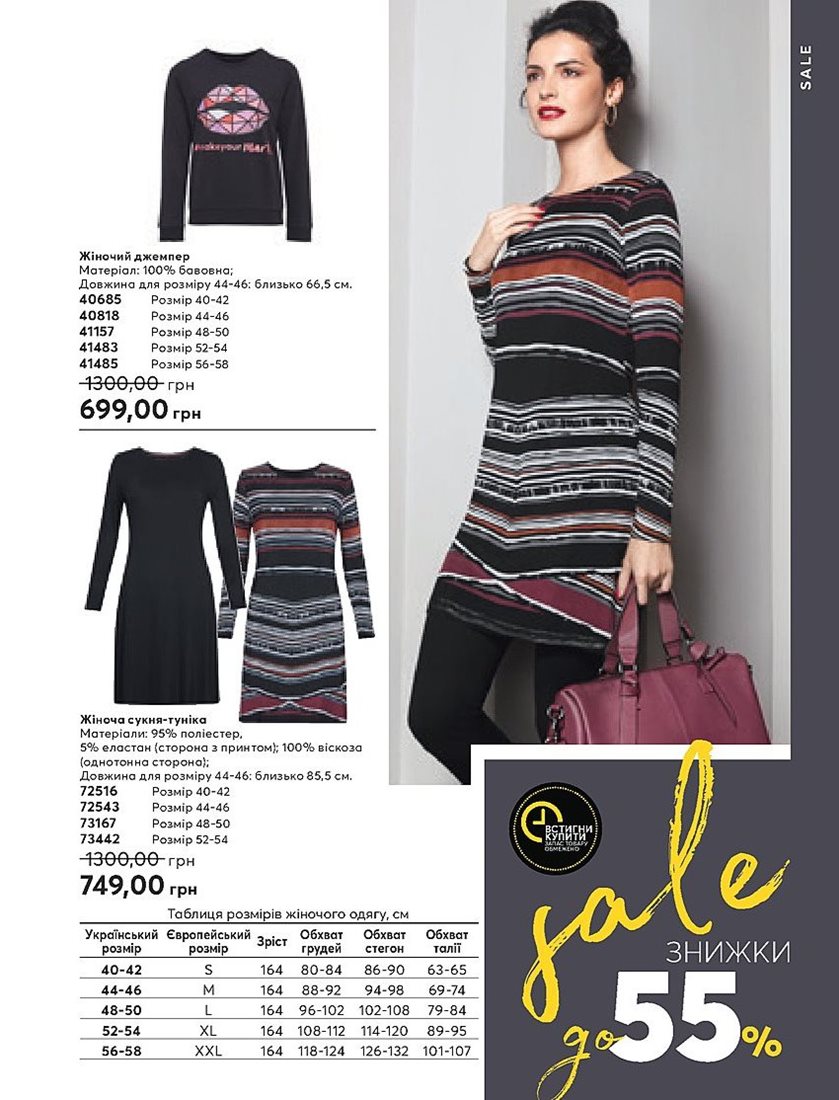 SALE
makeyour Mark
Жіночий джемпер
Матеріал: 100% бавовна;
Довжина для розміру 44-46: близько 66,5 см.
40685 Розмір 40-42
40818 Розмір 44-46
41157 Розмір 48-50
41483 Розмір 52-54
41485 Розмір 56-58
1300,00 грн
699,00 грн
Жіноча сукня-туніка
Матеріали: 95% поліестер,
5% еластан (сторона з принтом); 100% віскоза
(однотонна сторона);
Довжина для розміру 44-46: близько 85,5 см.
72516 Розмір 40-42
72543 Розмір 44-46
73167 Розмір 48-50
73442 Розмір 52-54
1300,00 грн
749,00 грн
Таблиця розмірів жіночого одягу, см
Український розмір Європейський розмір Зріст Обхват грудей Обхват стегон Обхват талії
40-42 S 164 80-84 86-90 63-65
44-46 M 164 88-92 94-98 69-74
48-50 L 164 96-102 102-108 79-84
52-54 XL 164 108-112 114-120 89-95
56-58 XXL 164 118-124 126-132 101-107
ВСТИГНИ
КУПИТИ
ЗАПАС ТОВАРУ
ОБМЕЖЕНО
sale
ЗНИЖКИ
до 55%